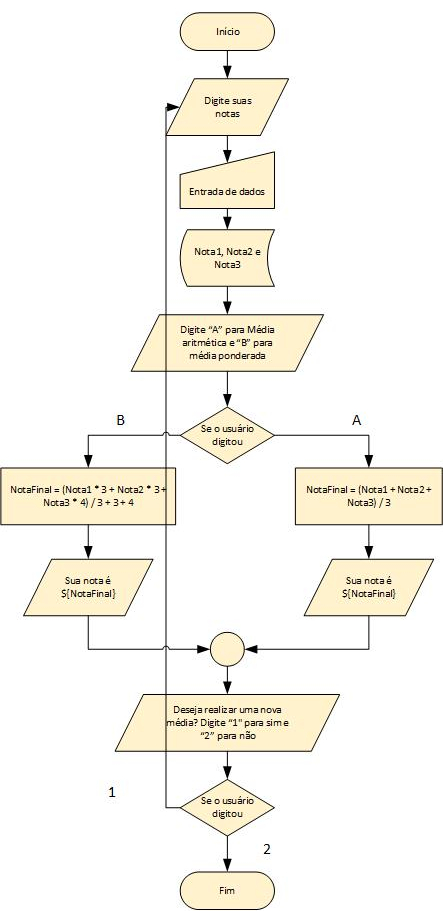 Início
Digite suas
notas
Entrada de dados
Nota1, Nota2 e
Nota3
Digite “A” para Média
aritmética e “B” para
média ponderada
B
Se o usuário
digitou
A
NotaFinal = (Nota1 * 3 + Nota2 * 3+
Nota3 * 4) / 3 + 3 + 4
NotaFinal = (Nota1 + Nota2 +
Nota3) / 3
Sua nota é
${NotaFinal}
Sua nota é
${NotaFinal}
Deseja realizar uma nova
média? Digite “1" para sim e
“2” para não
1
Se o usuário
digitou
2
Fim